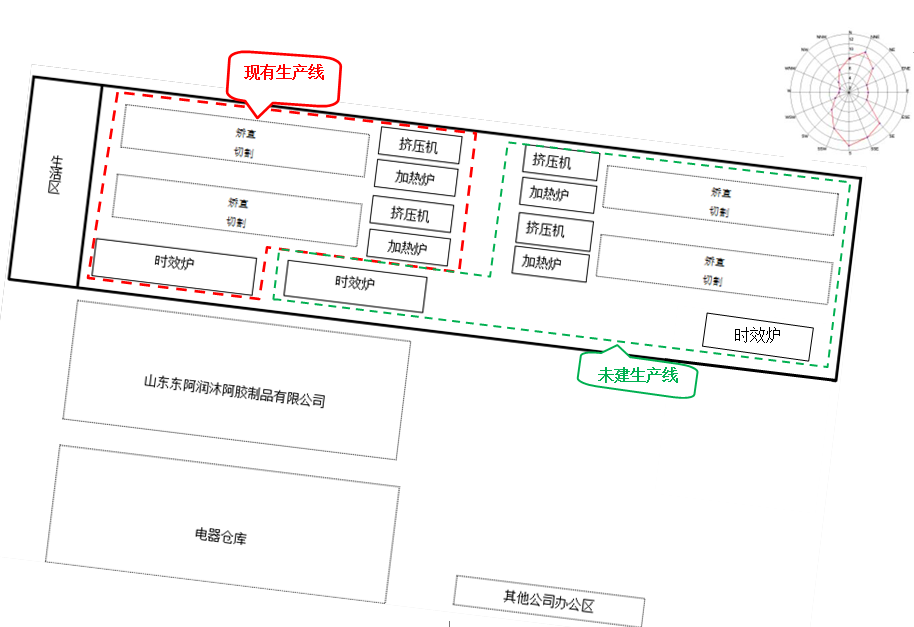 现有生产线
生活区
矫直
切割
挤压机
加热炉
矫直
切割
挤压机
加热炉
时效炉
时效炉
挤压机
加热炉
挤压机
加热炉
矫直
切割
矫直
切割
时效炉
未建生产线
山东东阿润沐阿胶制品有限公司
电器仓库
其他公司办公区